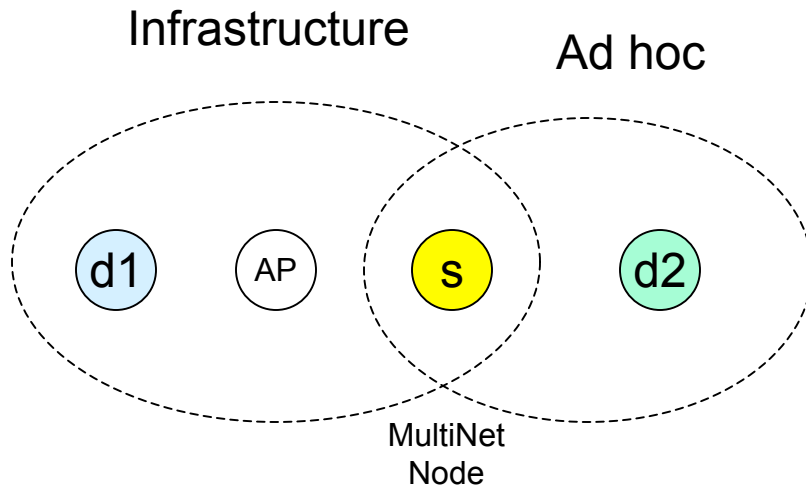 Infrastructure
Ad hoc
d1
AP
s
d2
MultiNet
Node